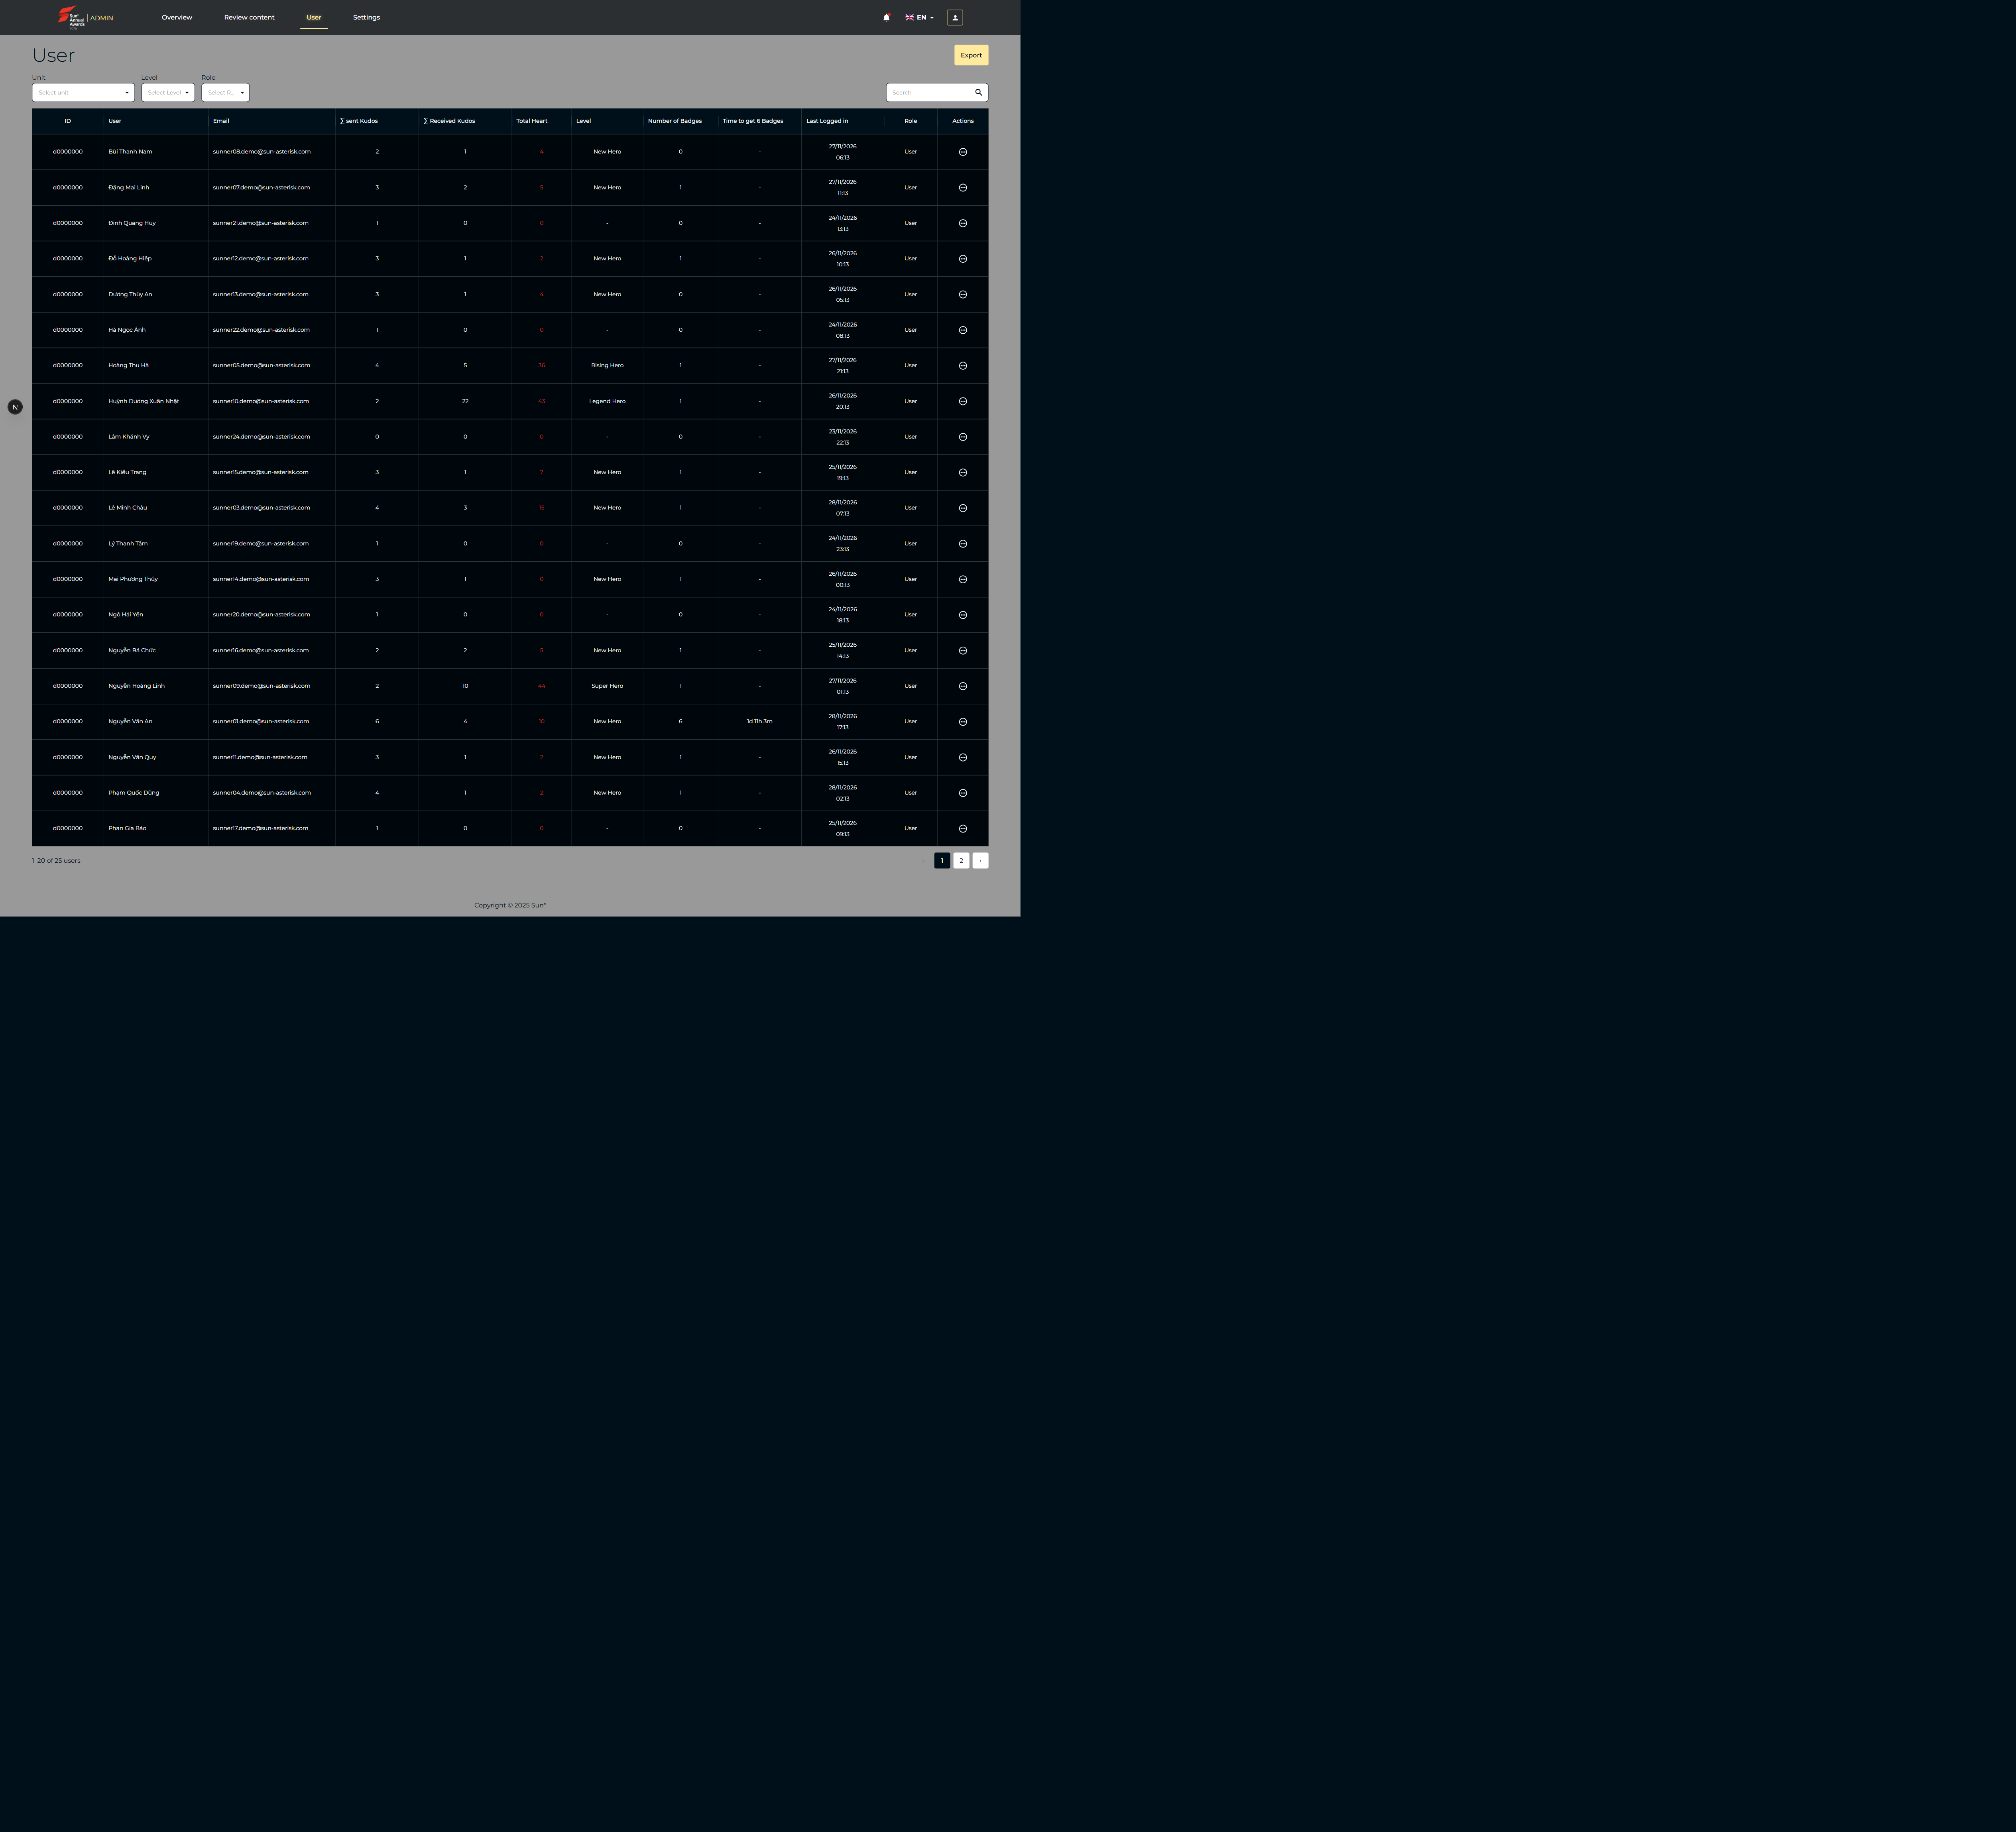 Sun*
Annual
Awards
2025
ADMIN
Overview
Review content
User
Settings
EN
User
Export
Unit
Level
Role
Select unit
Select Level
Select R...
Search
ID User Email ∑ sent Kudos ∑ Received Kudos Total Heart Level Number of Badges Time to get 6 Badges Last Logged in Role Actions
d0000000 Bùi Thanh Nam sunner08.demo@sun-asterisk.com 2 1 4 New Hero 0 - 27/11/2026 06:13 User
d0000000 Đặng Mai Linh sunner07.demo@sun-asterisk.com 3 2 5 New Hero 1 - 27/11/2026 11:13 User
d0000000 Đinh Quang Huy sunner21.demo@sun-asterisk.com 1 0 0 - 0 - 24/11/2026 13:13 User
d0000000 Đỗ Hoàng Hiệp sunner12.demo@sun-asterisk.com 3 1 2 New Hero 1 - 26/11/2026 10:13 User
d0000000 Dương Thùy An sunner13.demo@sun-asterisk.com 3 1 4 New Hero 0 - 26/11/2026 05:13 User
d0000000 Hà Ngọc Ánh sunner22.demo@sun-asterisk.com 1 0 0 - 0 - 24/11/2026 08:13 User
d0000000 Hoàng Thu Hà sunner05.demo@sun-asterisk.com 4 5 36 Rising Hero 1 - 27/11/2026 21:13 User
d0000000 Huỳnh Dương Xuân Nhật sunner10.demo@sun-asterisk.com 2 22 43 Legend Hero 1 - 26/11/2026 20:13 User
d0000000 Lâm Khánh Vy sunner24.demo@sun-asterisk.com 0 0 0 - 0 - 23/11/2026 22:13 User
d0000000 Lê Kiều Trang sunner15.demo@sun-asterisk.com 3 1 7 New Hero 1 - 25/11/2026 19:13 User
d0000000 Lê Minh Châu sunner03.demo@sun-asterisk.com 4 3 15 New Hero 1 - 28/11/2026 07:13 User
d0000000 Lý Thanh Tâm sunner19.demo@sun-asterisk.com 1 0 0 - 0 - 24/11/2026 23:13 User
d0000000 Mai Phương Thúy sunner14.demo@sun-asterisk.com 3 1 0 New Hero 1 - 26/11/2026 00:13 User
d0000000 Ngô Hải Yến sunner20.demo@sun-asterisk.com 1 0 0 - 0 - 24/11/2026 18:13 User
d0000000 Nguyễn Bá Chức sunner16.demo@sun-asterisk.com 2 2 5 New Hero 1 - 25/11/2026 14:13 User
d0000000 Nguyễn Hoàng Linh sunner09.demo@sun-asterisk.com 2 10 44 Super Hero 1 - 27/11/2026 01:13 User
d0000000 Nguyễn Văn An sunner01.demo@sun-asterisk.com 6 4 10 New Hero 6 1d 11h 3m 28/11/2026 17:13 User
d0000000 Nguyễn Văn Quy sunner11.demo@sun-asterisk.com 3 1 2 New Hero 1 - 26/11/2026 15:13 User
d0000000 Phạm Quốc Dũng sunner04.demo@sun-asterisk.com 4 1 2 New Hero 1 - 28/11/2026 02:13 User
d0000000 Phan Gia Bảo sunner17.demo@sun-asterisk.com 1 0 0 - 0 - 25/11/2026 09:13 User
1–20 of 25 users
‹ 1 2 ›
Copyright © 2025 Sun*
N